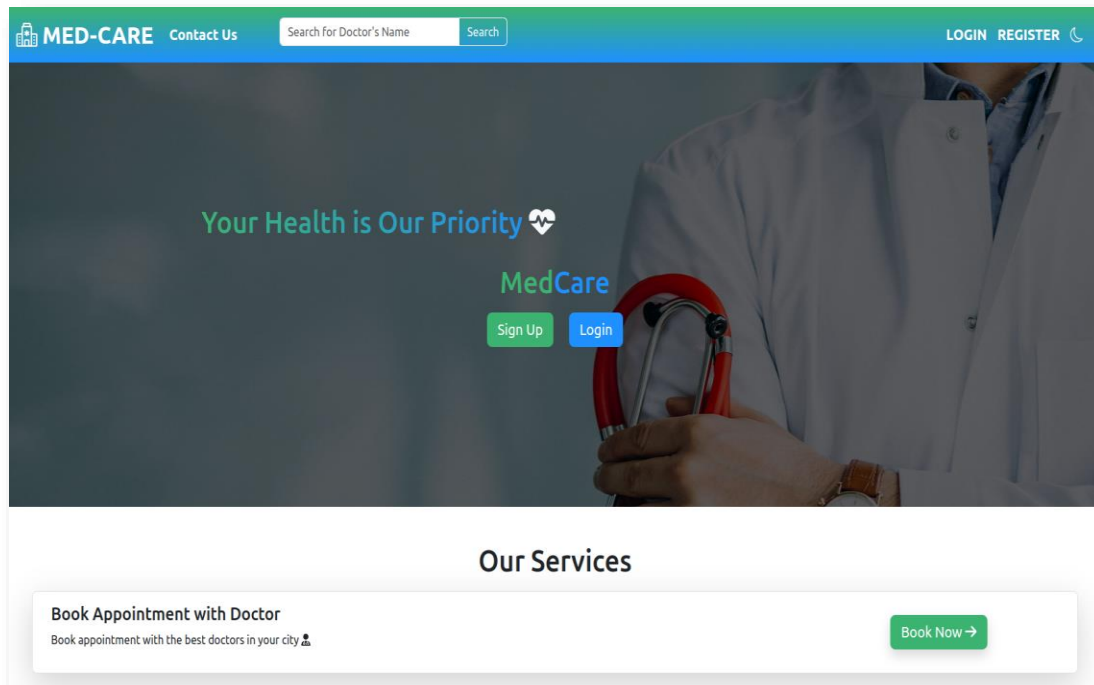 MED-CARE Contact Us Search for Doctor's Name Search LOGIN REGISTER
Your Health is Our Priority
MedCare
Sign Up Login
Our Services
Book Appointment with Doctor
Book appointment with the best doctors in your city
Book Now